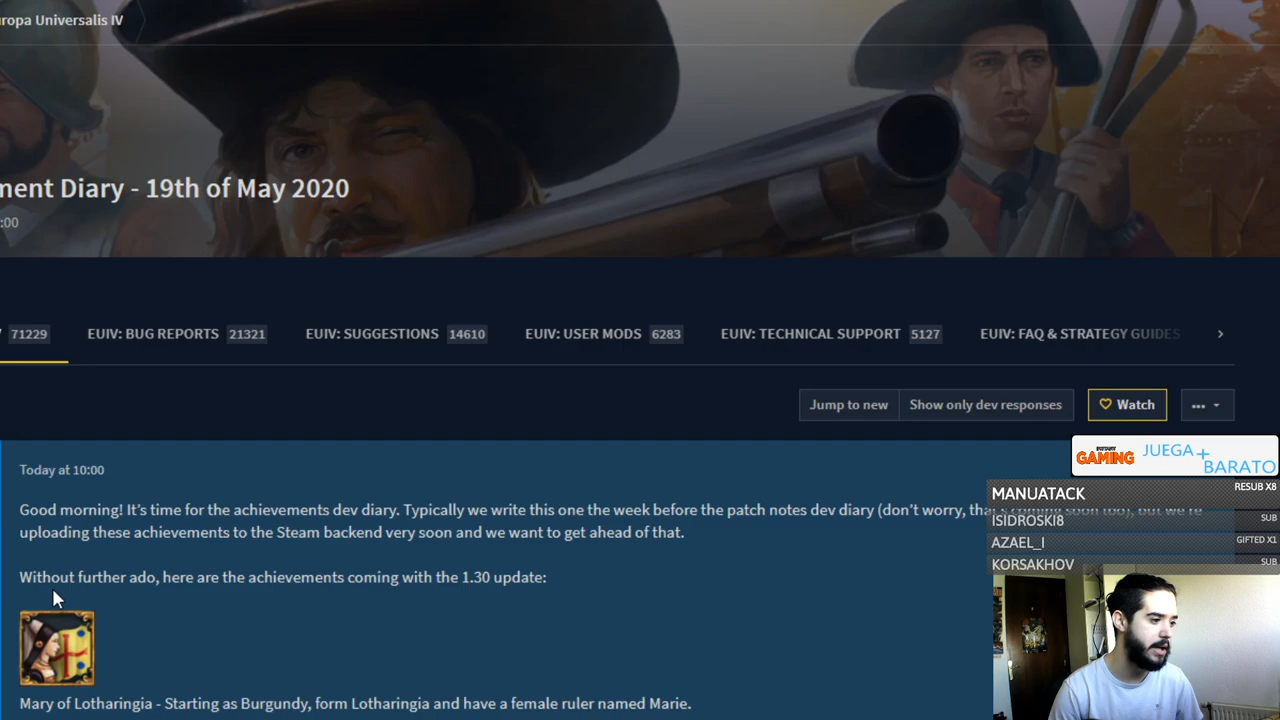 ropa Universalis IV
ment Diary - 19th of May 2020
:00
71229
EUIV: BUG REPORTS 21321
EUIV: SUGGESTIONS 14610
EUIV: USER MODS 6283
EUIV: TECHNICAL SUPPORT 5127
EUIV: FAQ & STRATEGY GUIDES
Jump to new
Show only dev responses
Watch
Today at 10:00
GAMING JUEGA+
BARATO
MANUATACK RESUB X8
ISIDROSKI8 SUB
AZAEL_I GIFTED X1
KORSAKHOV SUB
Good morning! It's time for the achievements dev diary. Typically we write this one the week before the patch notes dev diary (don't worry, that's coming soon too), but we're
uploading these achievements to the Steam backend very soon and we want to get ahead of that.
Without further ado, here are the achievements coming with the 1.30 update:
Mary of Lotharingia - Starting as Burgundy, form Lotharingia and have a female ruler named Marie.